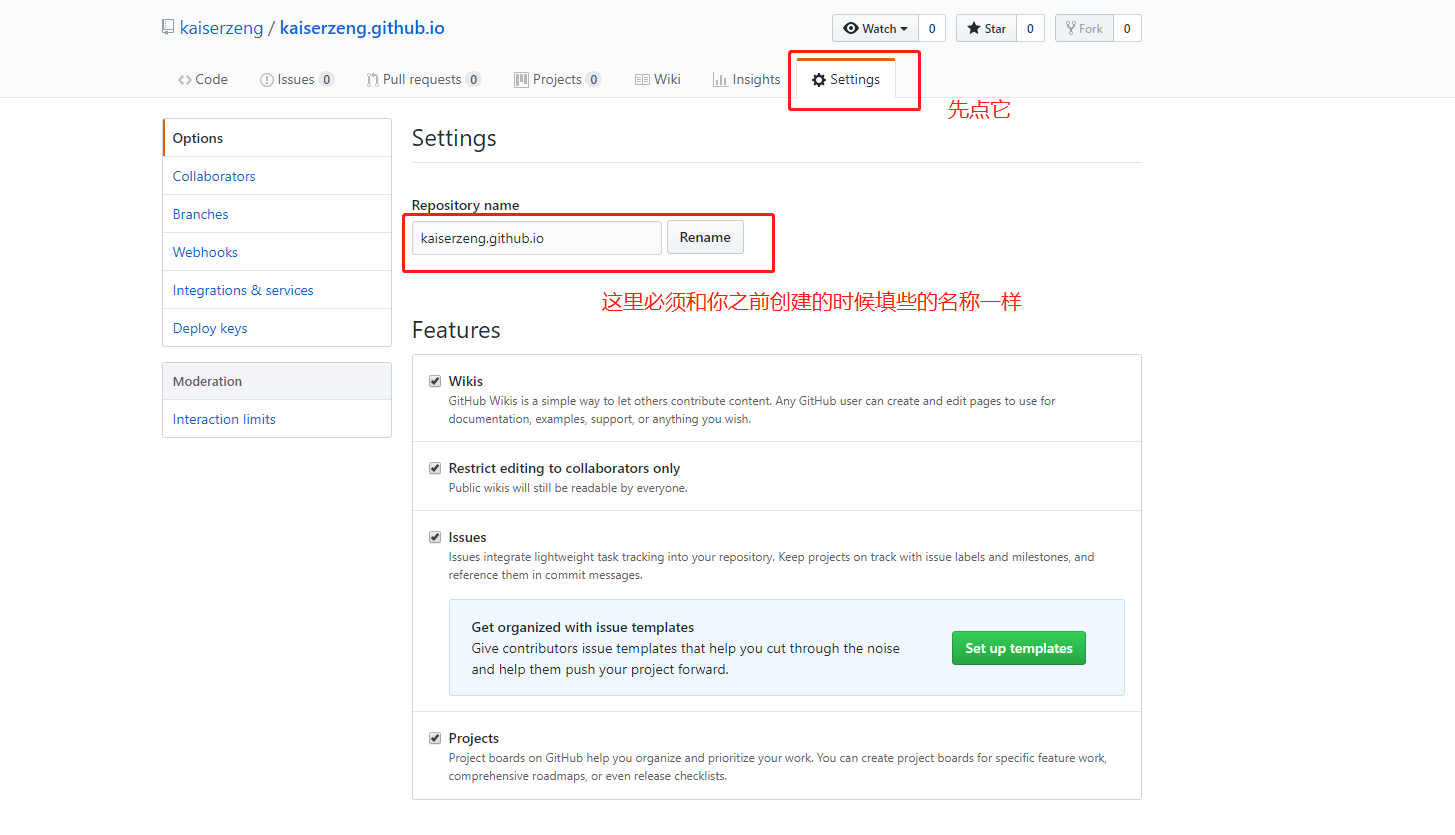 kaiserzeng / kaiserzeng.github.io
Watch 0 Star 0 Fork 0
Code Issues 0 Pull requests 0 Projects 0 Wiki Insights Settings
先点它
Options
Collaborators
Branches
Webhooks
Integrations & services
Deploy keys
Moderation
Interaction limits
Settings
Repository name
kaiserzeng.github.io Rename
这里必须和你之前创建的时候填些的名称一样
Features
Wikis
GitHub Wikis is a simple way to let others contribute content. Any GitHub user can create and edit pages to use for
documentation, examples, support, or anything you wish.
Restrict editing to collaborators only
Public wikis will still be readable by everyone.
Issues
Issues integrate lightweight task tracking into your repository. Keep projects on track with issue labels and milestones, and
reference them in commit messages.
Get organized with issue templates
Give contributors issue templates that help you cut through the noise
and help them push your project forward.
Set up templates
Projects
Project boards on GitHub help you organize and prioritize your work. You can create project boards for specific feature work,
comprehensive roadmaps, or even release checklists.